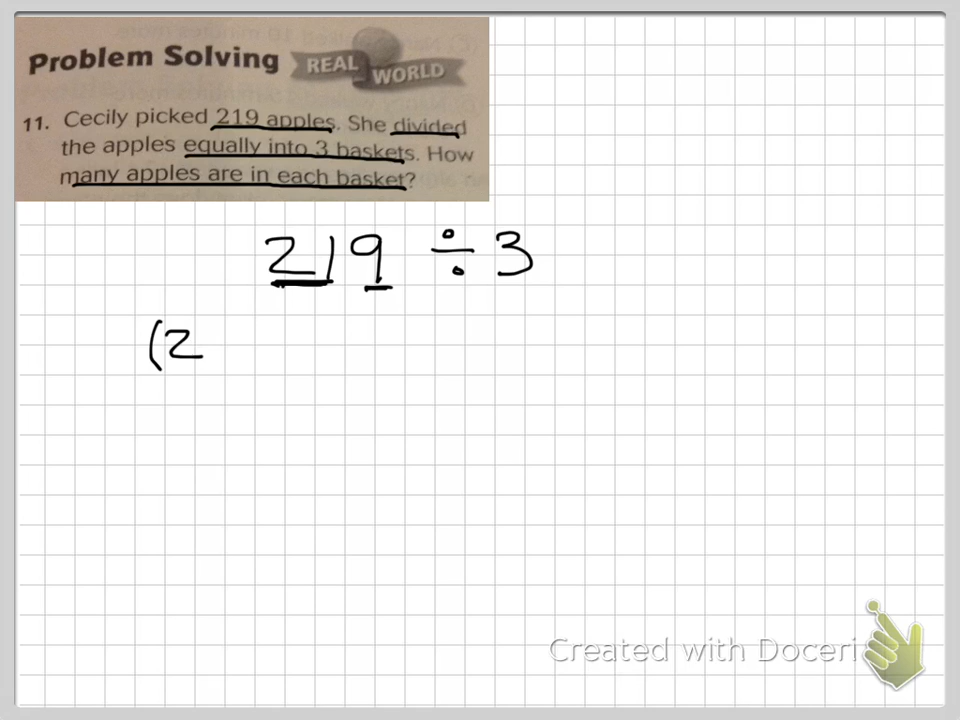 Problem Solving REAL WORLD
11. Cecily picked 219 apples. She divided
the apples equally into 3 baskets. How
many apples are in each basket?
219 ÷ 3
(2
Created with Doceri